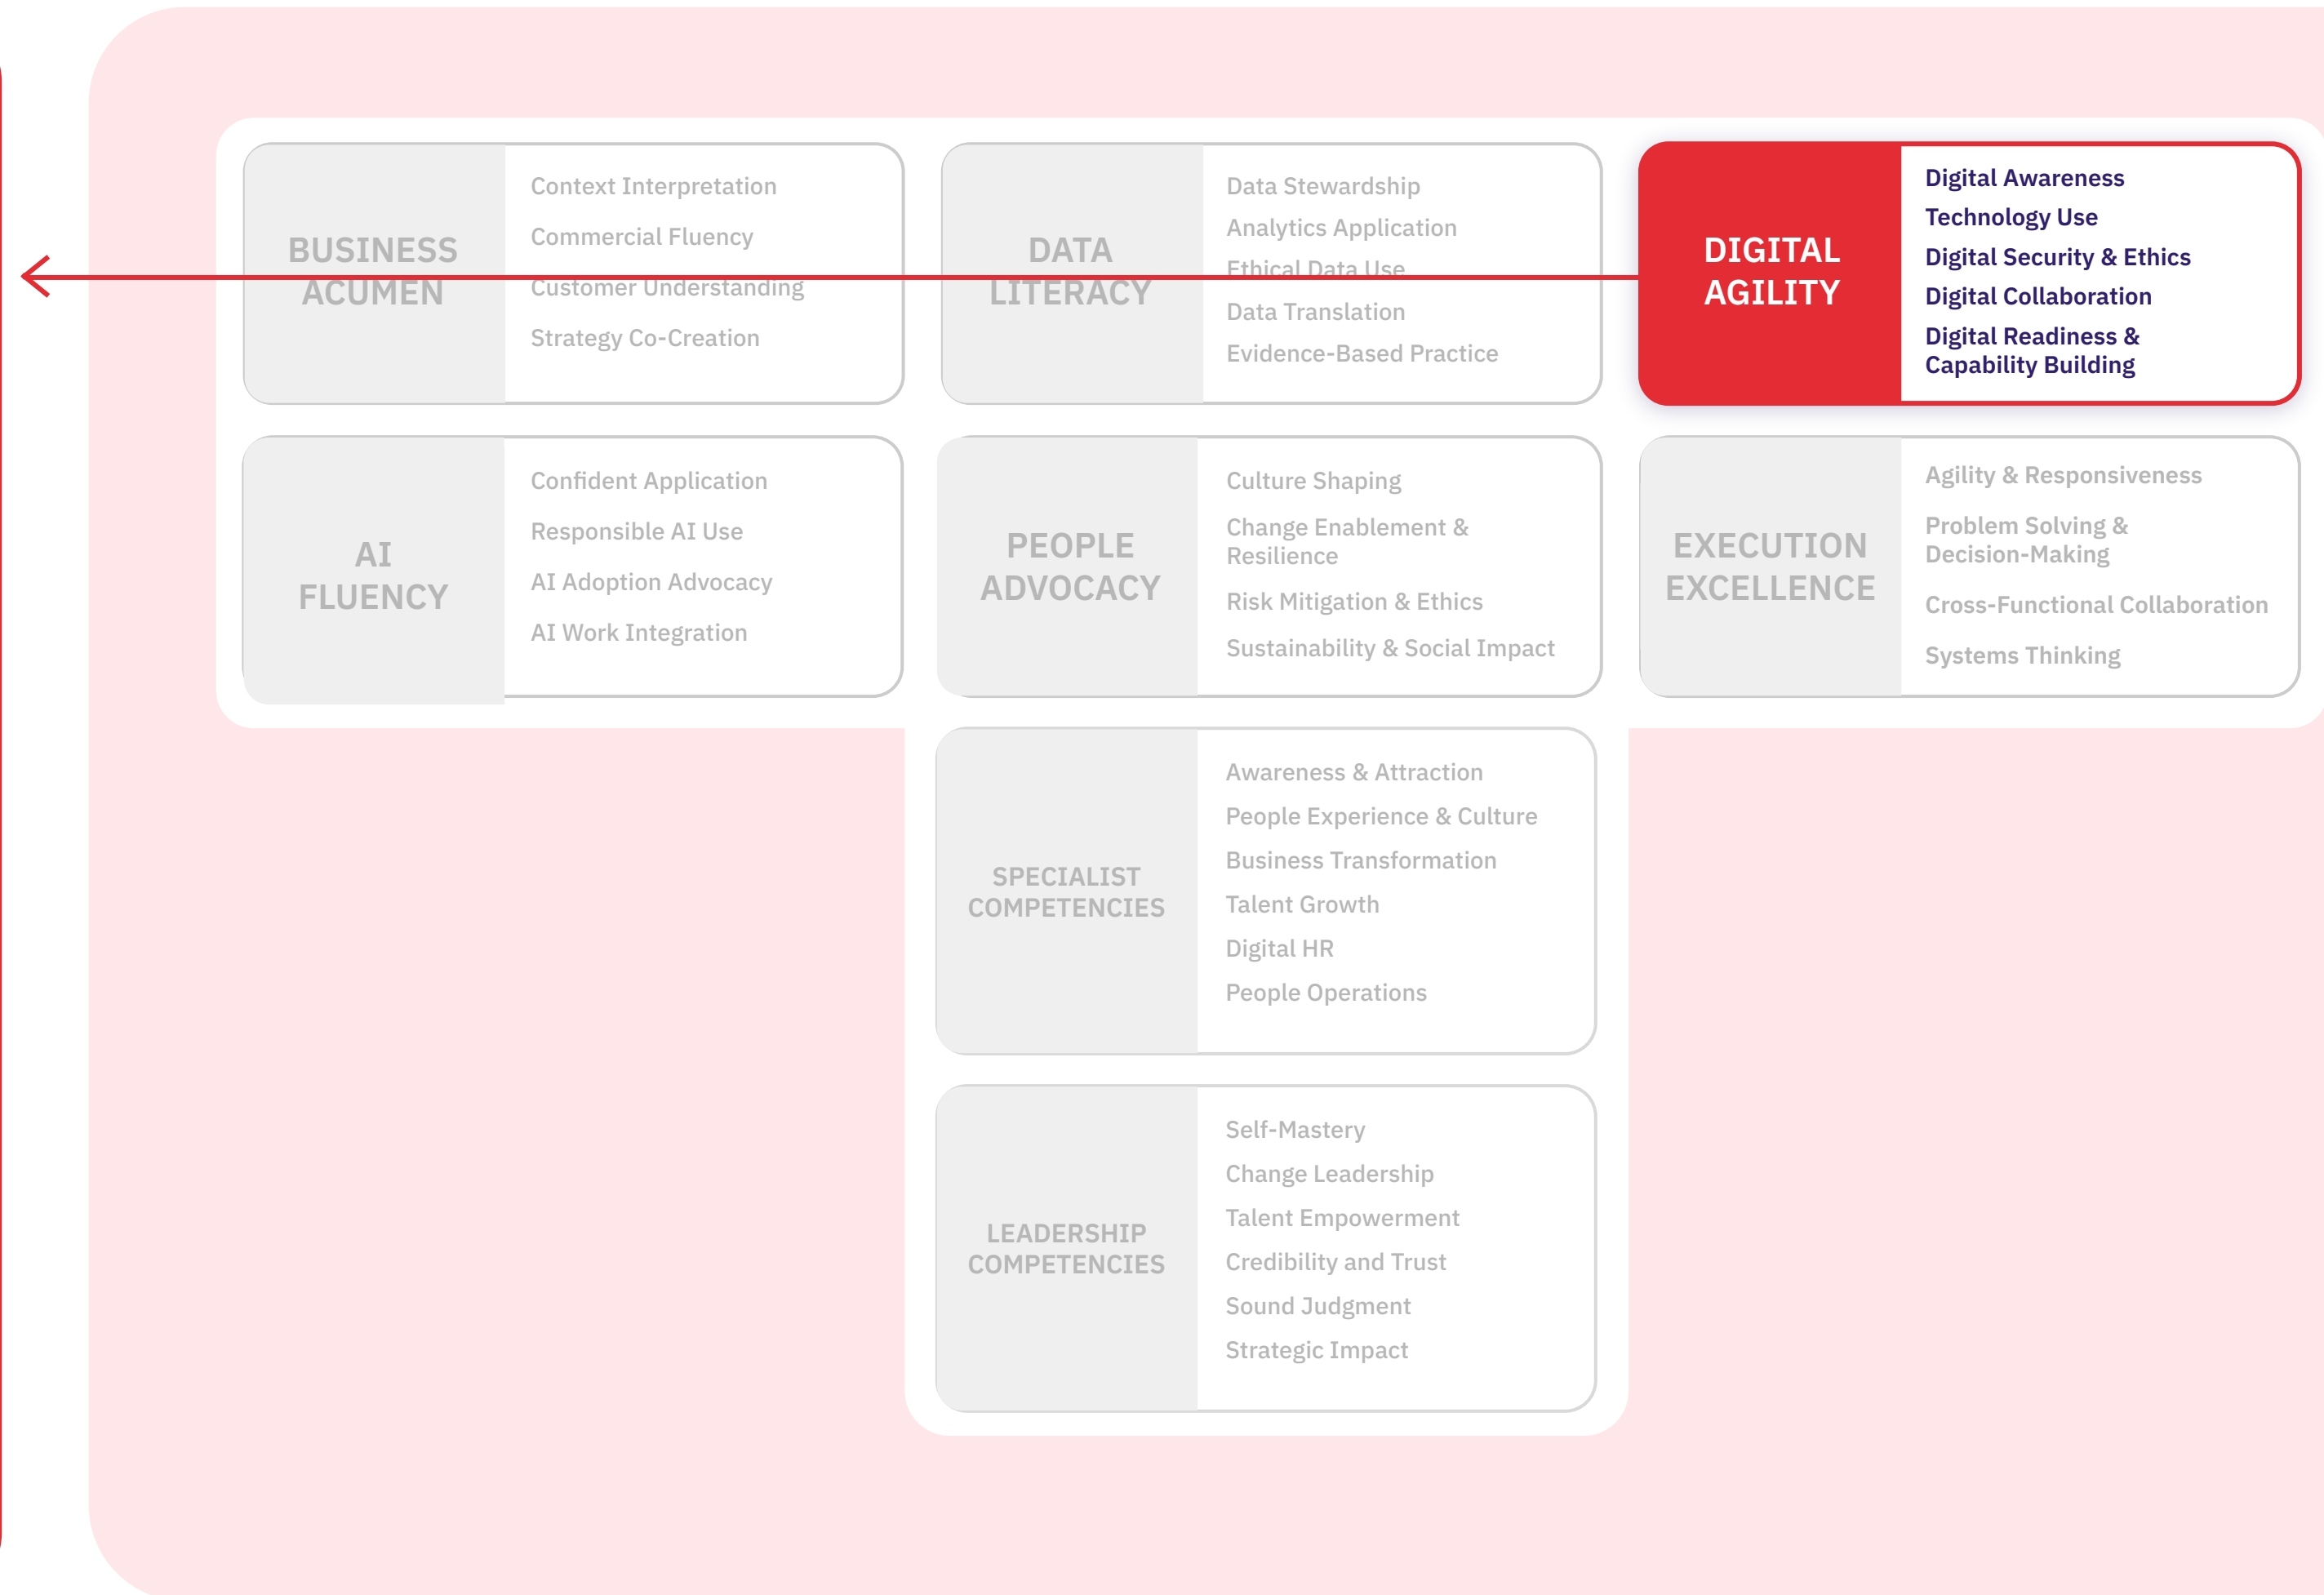 BUSINESS
ACUMEN
Context Interpretation
Commercial Fluency
Customer Understanding
Strategy Co-Creation
DATA
LITERACY
Data Stewardship
Analytics Application
Ethical Data Use
Data Translation
Evidence-Based Practice
DIGITAL
AGILITY
Digital Awareness
Technology Use
Digital Security & Ethics
Digital Collaboration
Digital Readiness &
Capability Building
AI
FLUENCY
Confident Application
Responsible AI Use
AI Adoption Advocacy
AI Work Integration
PEOPLE
ADVOCACY
Culture Shaping
Change Enablement &
Resilience
Risk Mitigation & Ethics
Sustainability & Social Impact
EXECUTION
EXCELLENCE
Agility & Responsiveness
Problem Solving &
Decision-Making
Cross-Functional Collaboration
Systems Thinking
SPECIALIST
COMPETENCIES
Awareness & Attraction
People Experience & Culture
Business Transformation
Talent Growth
Digital HR
People Operations
LEADERSHIP
COMPETENCIES
Self-Mastery
Change Leadership
Talent Empowerment
Credibility and Trust
Sound Judgment
Strategic Impact